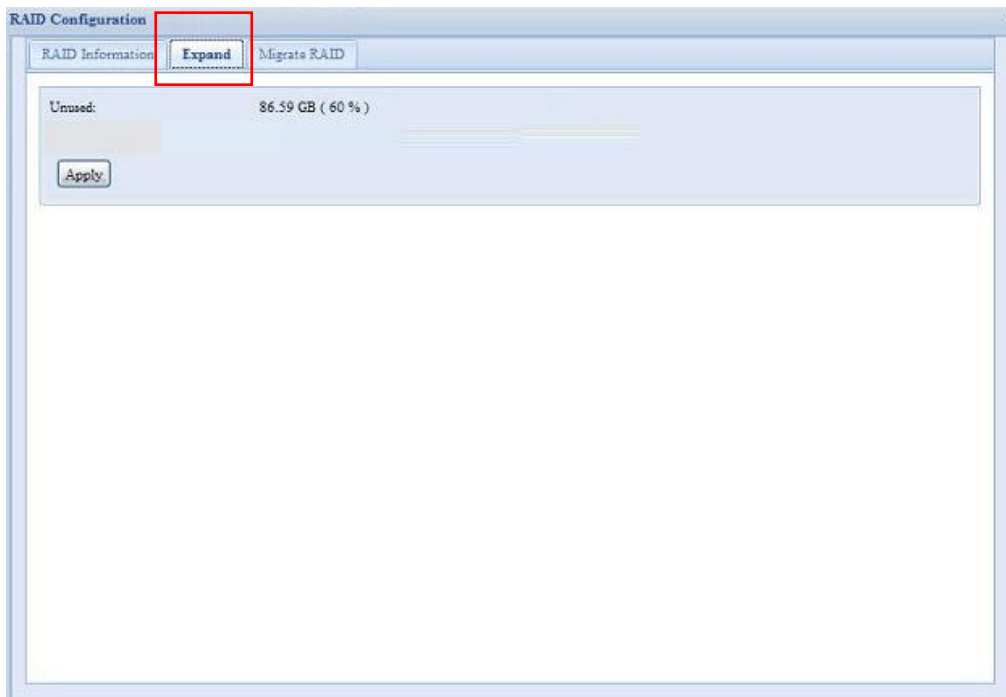 RAID Configuration
RAID Information Expand Migrate RAID
Unused: 86.59 GB ( 60 % )
Apply